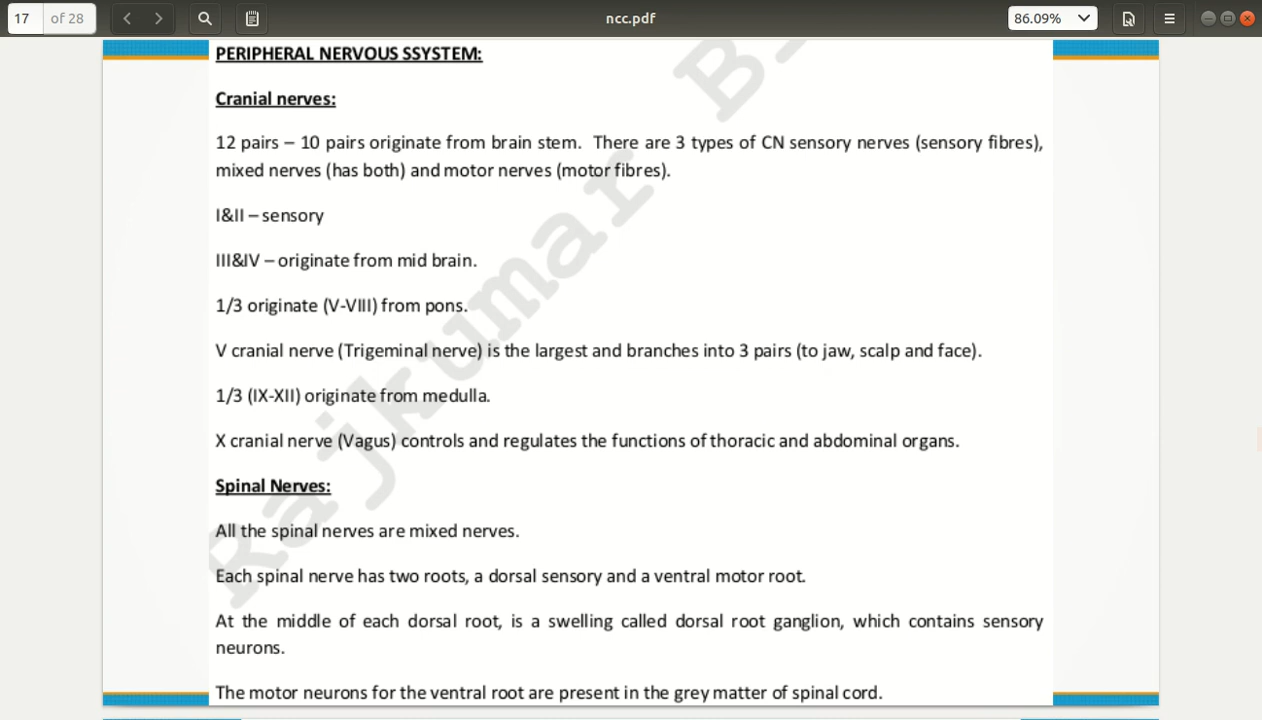 17 of 28
ncc.pdf
86.09%
PERIPHERAL NERVOUS SSYSTEM:
Cranial nerves:
12 pairs – 10 pairs originate from brain stem. There are 3 types of CN sensory nerves (sensory fibres),
mixed nerves (has both) and motor nerves (motor fibres).
I&II – sensory
III&IV – originate from mid brain.
1/3 originate (V-VIII) from pons.
V cranial nerve (Trigeminal nerve) is the largest and branches into 3 pairs (to jaw, scalp and face).
1/3 (IX-XII) originate from medulla.
X cranial nerve (Vagus) controls and regulates the functions of thoracic and abdominal organs.
Spinal Nerves:
All the spinal nerves are mixed nerves.
Each spinal nerve has two roots, a dorsal sensory and a ventral motor root.
At the middle of each dorsal root, is a swelling called dorsal root ganglion, which contains sensory
neurons.
The motor neurons for the ventral root are present in the grey matter of spinal cord.
Rajkumar B